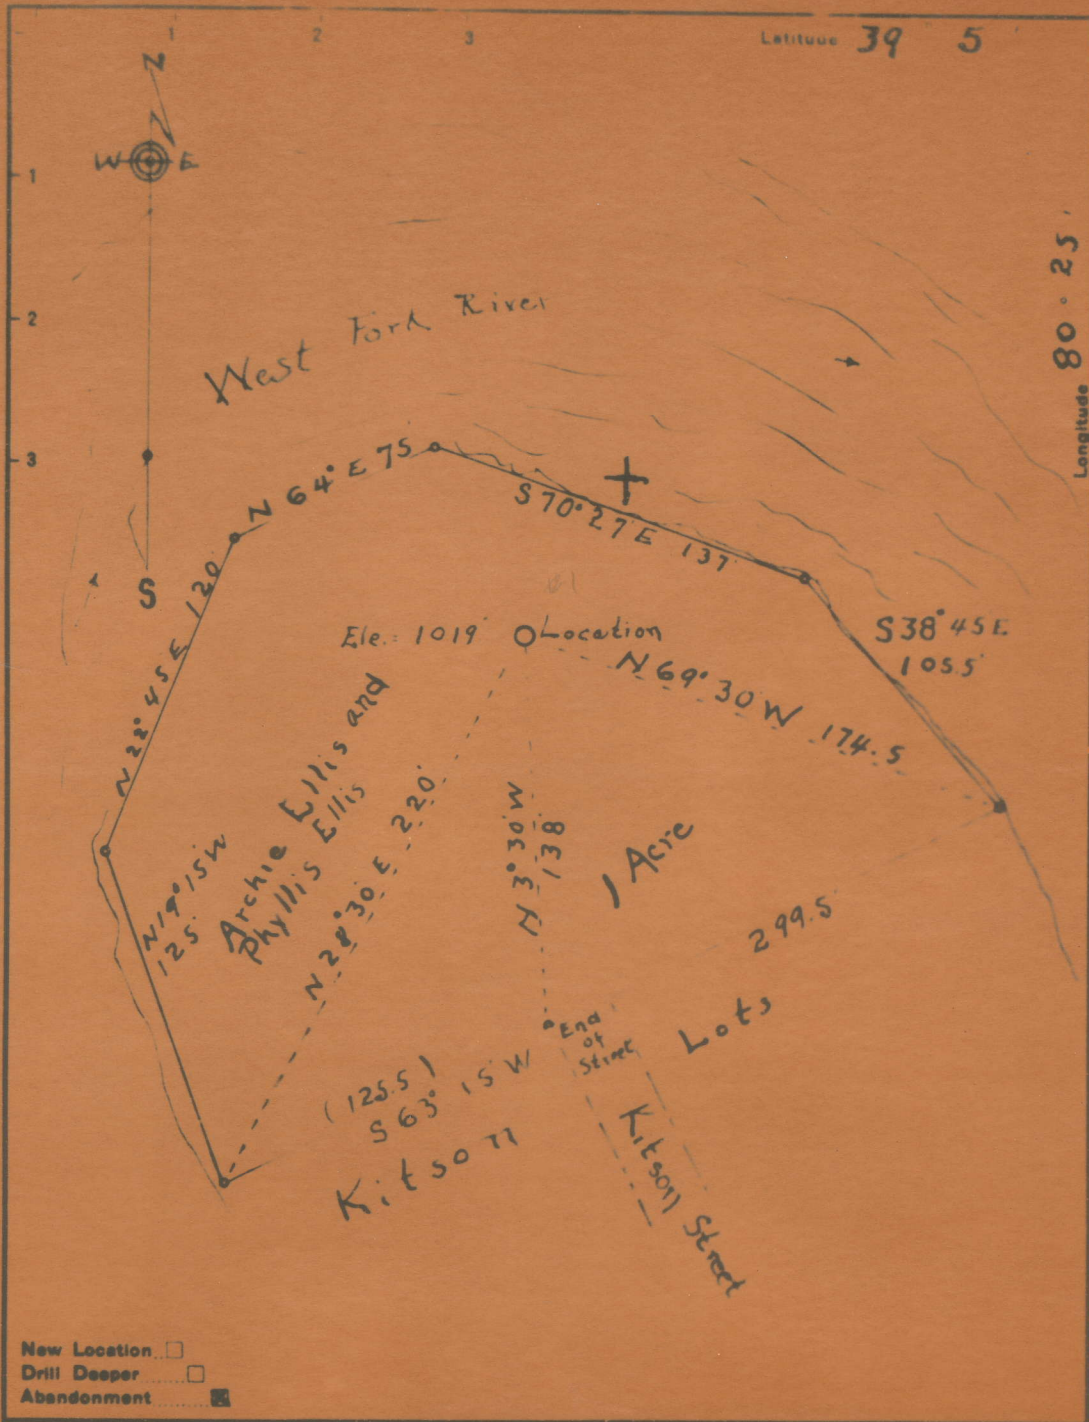 1 2 3
Latitude 39 5
N
W E
S
1
2
3
Longitude 80° 25'
West Fork River
N 64° E 75
S 70° 27' E 137
N 22° 45 E 120
S 38° 45 E
105.5
Ele. = 1019' Location
N 69° 30' W 174.5
Archie Ellis and
Phyllis Ellis
N 28° 30' E 220'
N 3° 30' W
138
1 Acre
N 19° 15 W
125'
299.5
End
of
Street
Lots
(125.5)
S 63° 15 W
Kitson
Kitson Street
New Location
Drill Deeper
Abandonment